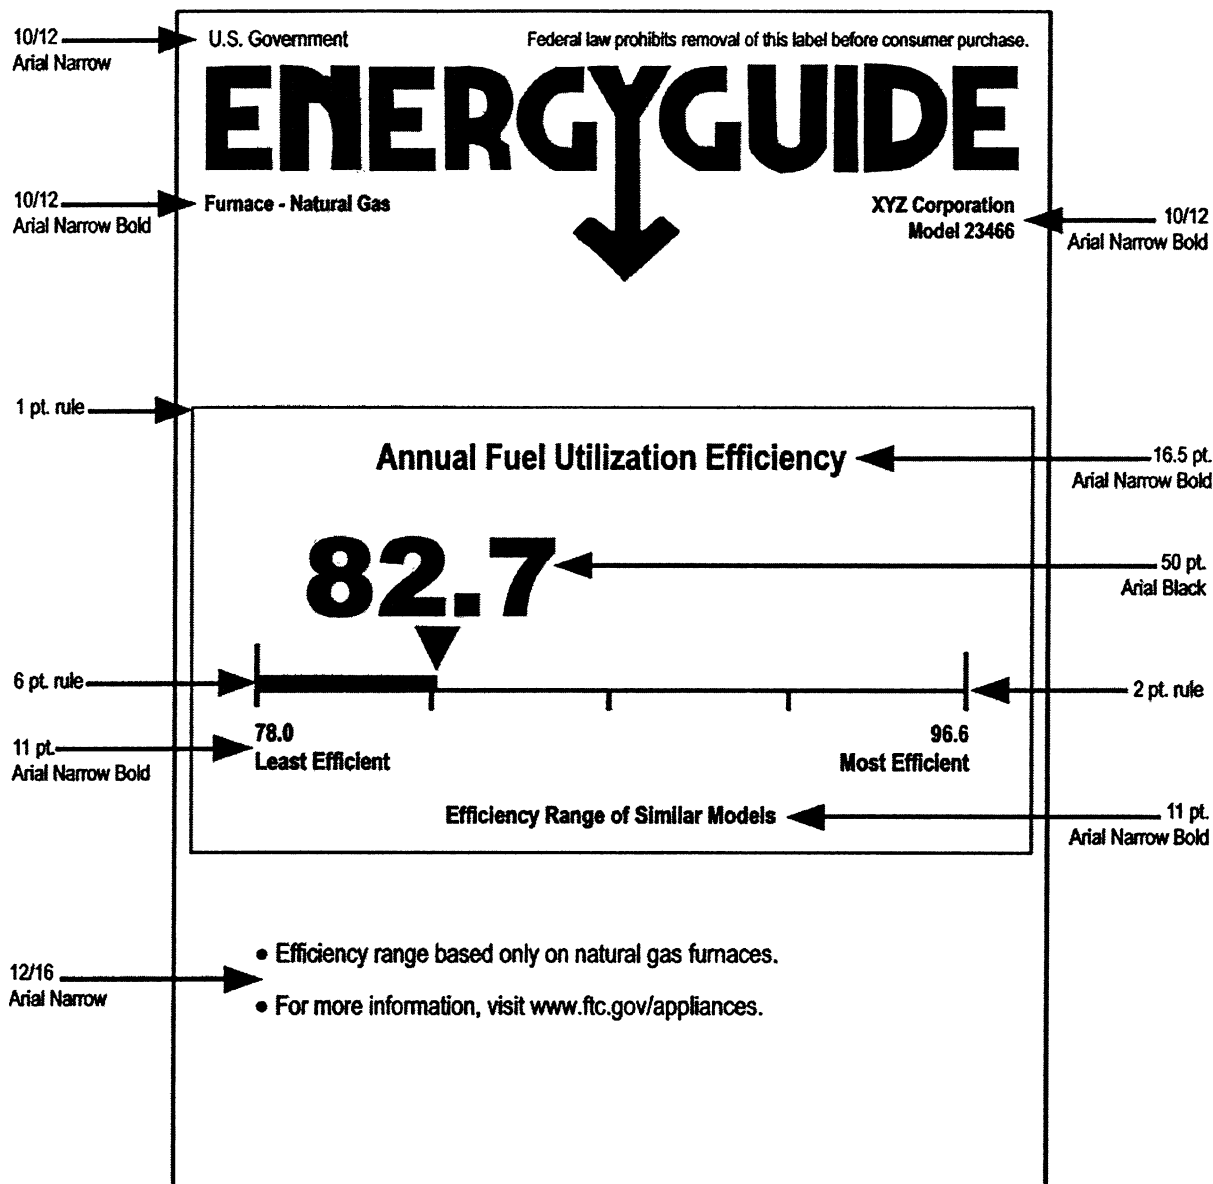 10/12
Arial Narrow
U.S. Government
Federal law prohibits removal of this label before consumer purchase.
ENERGYGUIDE
10/12
Arial Narrow Bold
Furnace - Natural Gas
XYZ Corporation
Model 23466
10/12
Arial Narrow Bold
1 pt. rule
Annual Fuel Utilization Efficiency
16.5 pt.
Arial Narrow Bold
82.7
50 pt.
Arial Black
6 pt. rule
2 pt. rule
11 pt.
Arial Narrow Bold
78.0
Least Efficient
96.6
Most Efficient
Efficiency Range of Similar Models
11 pt.
Arial Narrow Bold
12/16
Arial Narrow
• Efficiency range based only on natural gas furnaces.
• For more information, visit www.ftc.gov/appliances.